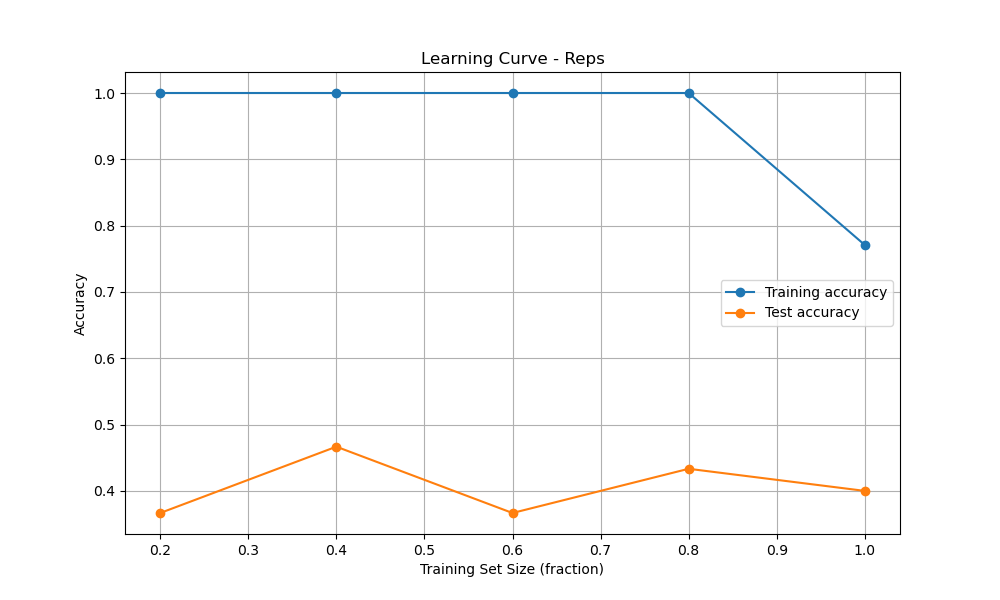 Learning Curve - Reps
1.0
0.9
0.8
0.7
0.6
0.5
0.4
Accuracy
Training accuracy
Test accuracy
0.2 0.3 0.4 0.5 0.6 0.7 0.8 0.9 1.0
Training Set Size (fraction)